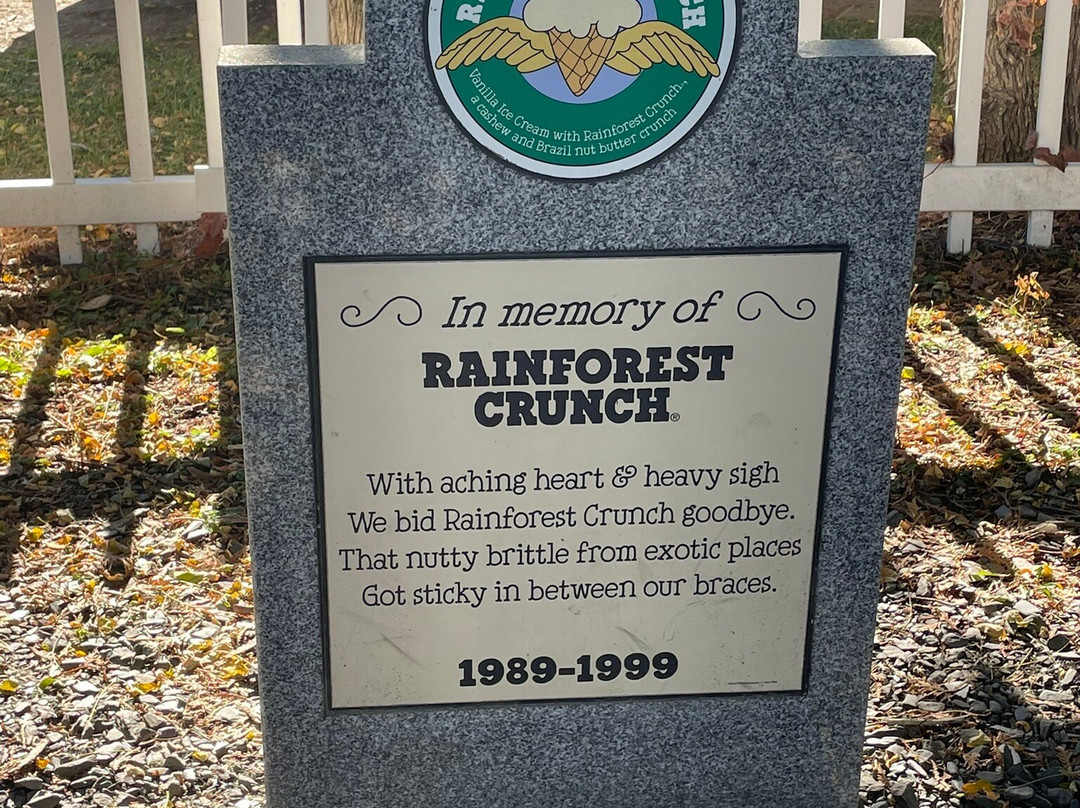 RA CH
Vanilla Ice Cream with Rainforest Crunch,
a cashew and Brazil nut butter crunch
In memory of
RAINFOREST
CRUNCH®
With aching heart & heavy sigh
We bid Rainforest Crunch goodbye.
That nutty brittle from exotic places
Got sticky in between our braces.
1989-1999